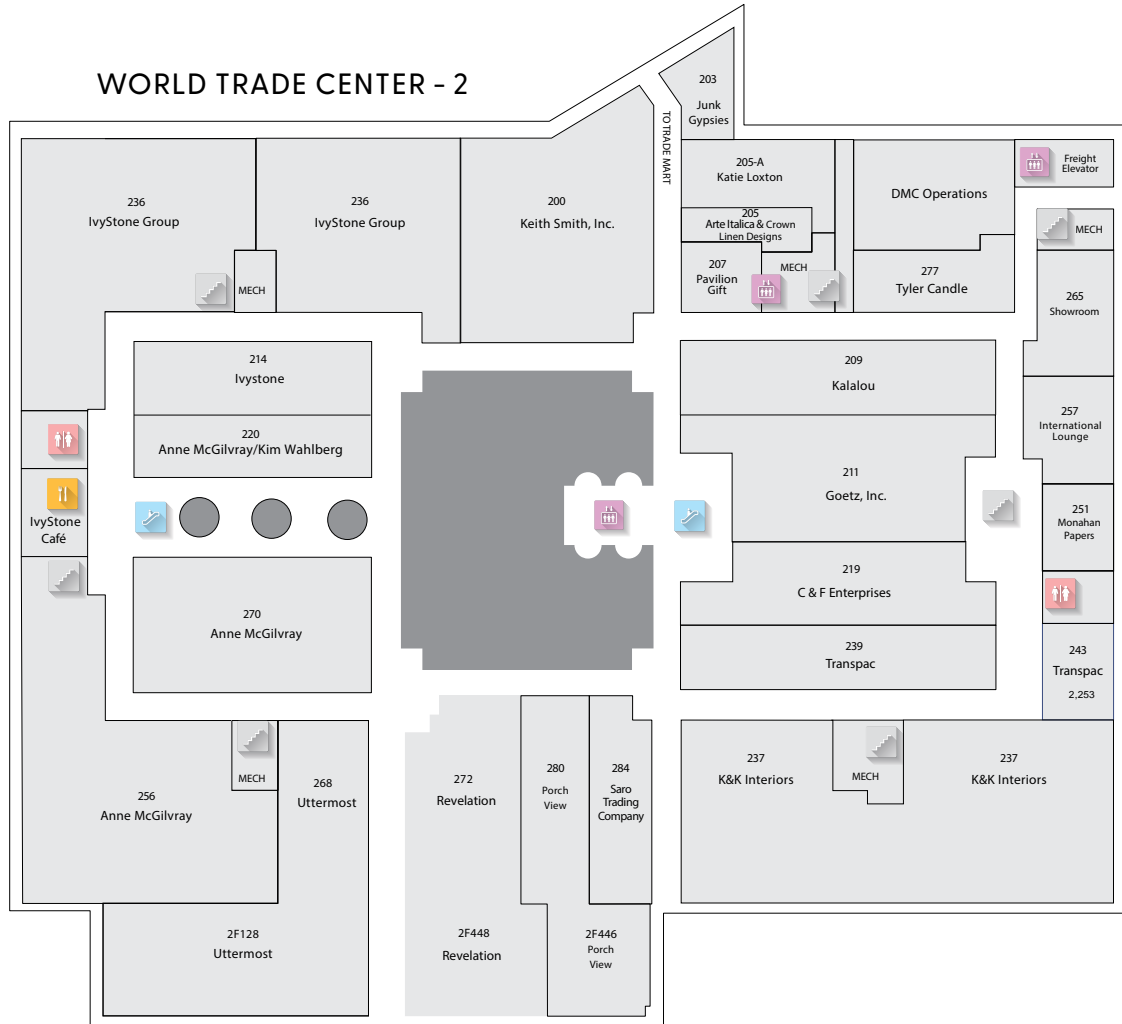 WORLD TRADE CENTER - 2
203
Junk
Gypsies
TO TRADE MART
236
IvyStone Group
236
IvyStone Group
200
Keith Smith, Inc.
205-A
Katie Loxton
DMC Operations
Freight
Elevator
205
Arte Italica & Crown
Linen Designs
MECH
207
Pavilion
Gift
MECH
277
Tyler Candle
265
Showroom
MECH
214
Ivystone
209
Kalalou
220
Anne McGilvray/Kim Wahlberg
257
International
Lounge
211
Goetz, Inc.
IvyStone
Café
251
Monahan
Papers
219
C & F Enterprises
270
Anne McGilvray
239
Transpac
243
Transpac
2,253
256
Anne McGilvray
MECH
268
Uttermost
272
Revelation
280
Porch
View
284
Saro
Trading
Company
237
K&K Interiors
MECH
237
K&K Interiors
2F128
Uttermost
2F448
Revelation
2F446
Porch
View